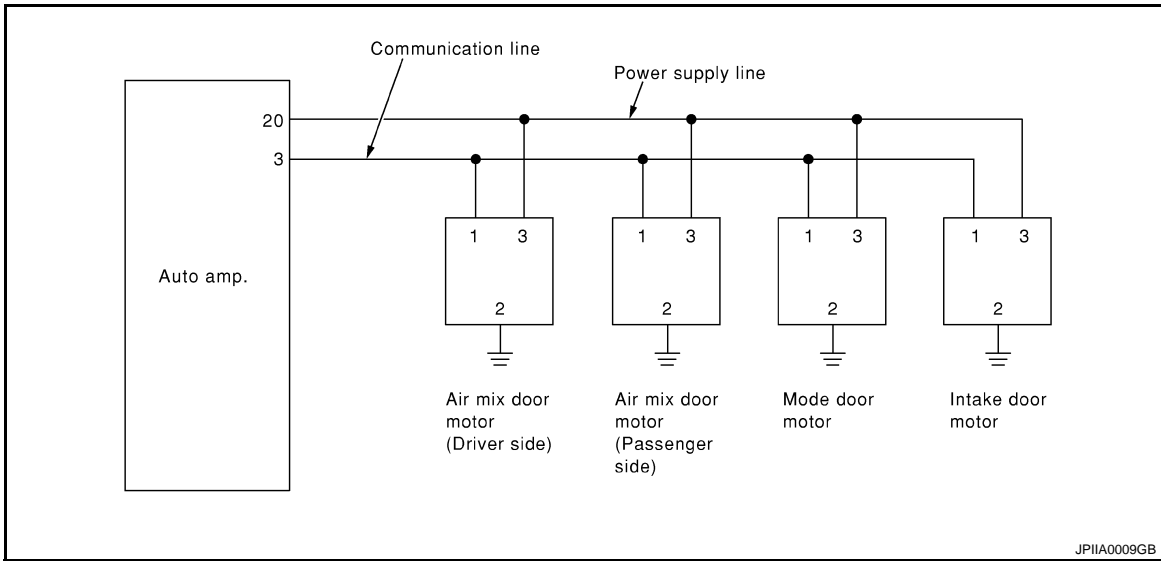 Communication line
Power supply line
20
3
Auto amp.
1 3
2
1 3
2
1 3
2
1 3
2
Air mix door
motor
(Driver side)
Air mix door
motor
(Passenger
side)
Mode door
motor
Intake door
motor
JPIIA0009GB